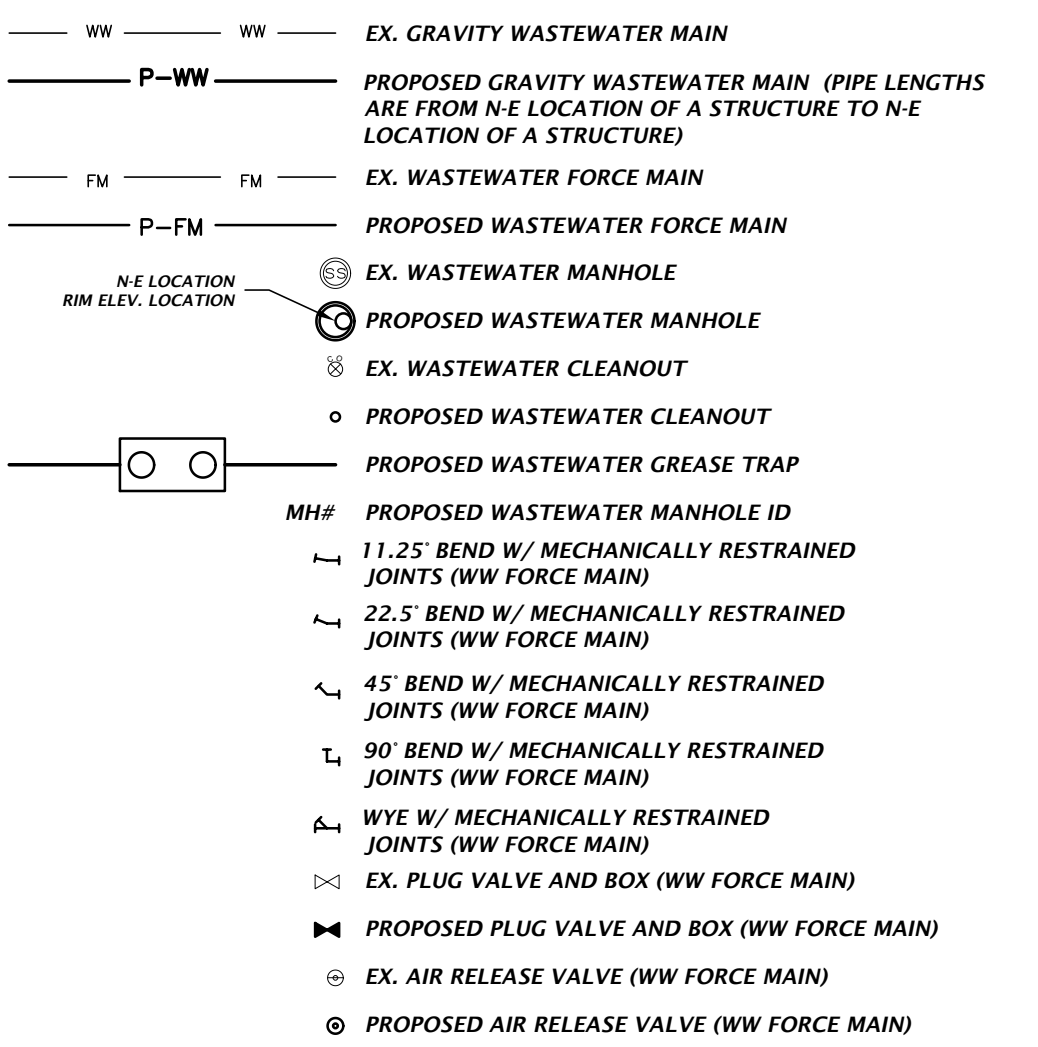 WW WW EX. GRAVITY WASTEWATER MAIN
P-WW PROPOSED GRAVITY WASTEWATER MAIN (PIPE LENGTHS
ARE FROM N-E LOCATION OF A STRUCTURE TO N-E
LOCATION OF A STRUCTURE)
FM FM EX. WASTEWATER FORCE MAIN
P-FM PROPOSED WASTEWATER FORCE MAIN
SS EX. WASTEWATER MANHOLE
N-E LOCATION
RIM ELEV. LOCATION
PROPOSED WASTEWATER MANHOLE
CO EX. WASTEWATER CLEANOUT
PROPOSED WASTEWATER CLEANOUT
PROPOSED WASTEWATER GREASE TRAP
MH# PROPOSED WASTEWATER MANHOLE ID
11.25° BEND W/ MECHANICALLY RESTRAINED
JOINTS (WW FORCE MAIN)
22.5° BEND W/ MECHANICALLY RESTRAINED
JOINTS (WW FORCE MAIN)
45° BEND W/ MECHANICALLY RESTRAINED
JOINTS (WW FORCE MAIN)
90° BEND W/ MECHANICALLY RESTRAINED
JOINTS (WW FORCE MAIN)
WYE W/ MECHANICALLY RESTRAINED
JOINTS (WW FORCE MAIN)
EX. PLUG VALVE AND BOX (WW FORCE MAIN)
PROPOSED PLUG VALVE AND BOX (WW FORCE MAIN)
EX. AIR RELEASE VALVE (WW FORCE MAIN)
PROPOSED AIR RELEASE VALVE (WW FORCE MAIN)